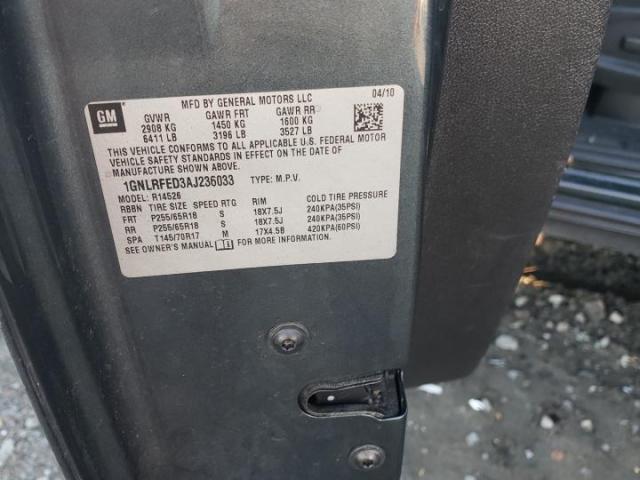 MFD BY GENERAL MOTORS LLC 04/10
GM
GVWR GAWR FRT GAWR RR
2908 KG 1450 KG 1600 KG
6411 LB 3196 LB 3527 LB
THIS VEHICLE CONFORMS TO ALL APPLICABLE U.S. FEDERAL MOTOR
VEHICLE SAFETY STANDARDS IN EFFECT ON THE DATE OF
MANUFACTURE SHOWN ABOVE.
1GNLRFED3AJ236033 TYPE: M.P.V.
MODEL: R14526
RBBN TIRE SIZE SPEED RTG RIM COLD TIRE PRESSURE
FRT P255/65R18 S 18X7.5J 240KPA(35PSI)
RR P255/65R18 S 18X7.5J 240KPA(35PSI)
SPA T145/70R17 M 17X4.5B 420KPA(60PSI)
SEE OWNER'S MANUAL FOR MORE INFORMATION.